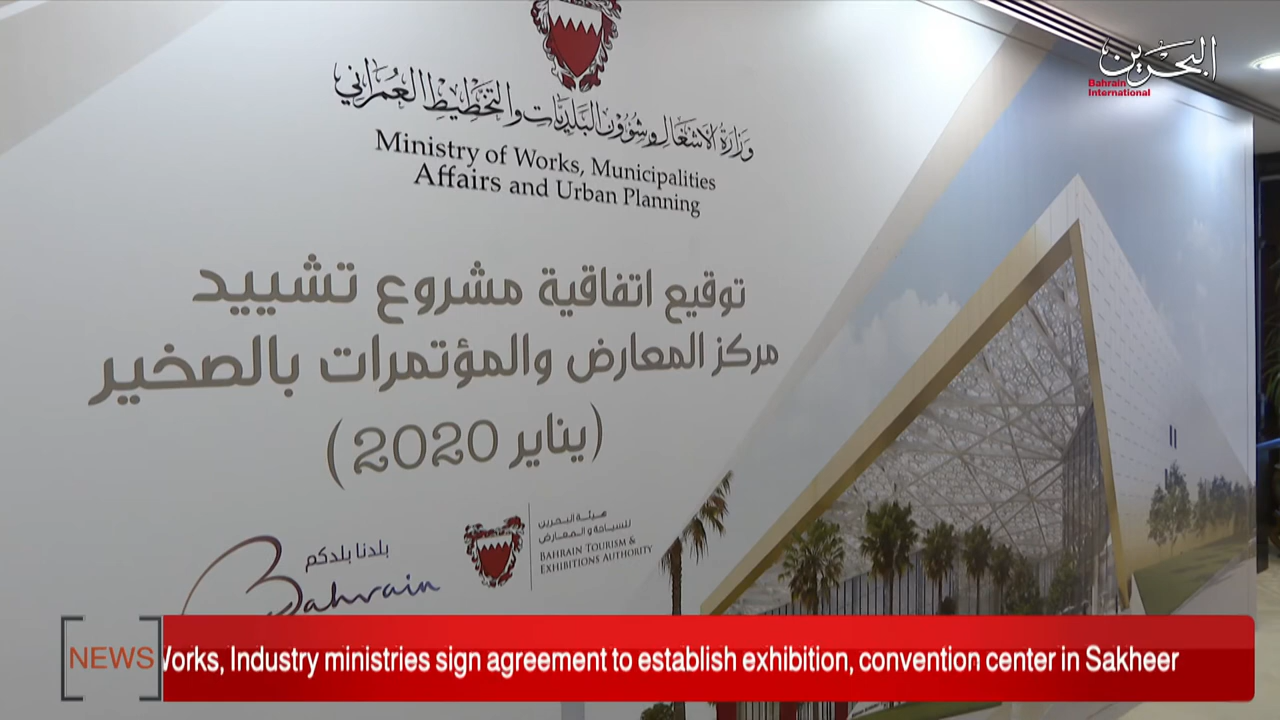 البحرين
Bahrain
International
وزارة الاشغال وشؤون البلديات والتخطيط العمراني
Ministry of Works, Municipalities
Affairs and Urban Planning
توقيع اتفاقية مشروع تشييد
مركز المعارض والمؤتمرات بالصخير
(يناير 2020)
بلدنا بلدكم
Bahrain
هيئة البحرين
للسياحة و المعارض
BAHRAIN TOURISM &
EXHIBITIONS AUTHORITY
NEWS
Works, Industry ministries sign agreement to establish exhibition, convention center in Sakheer